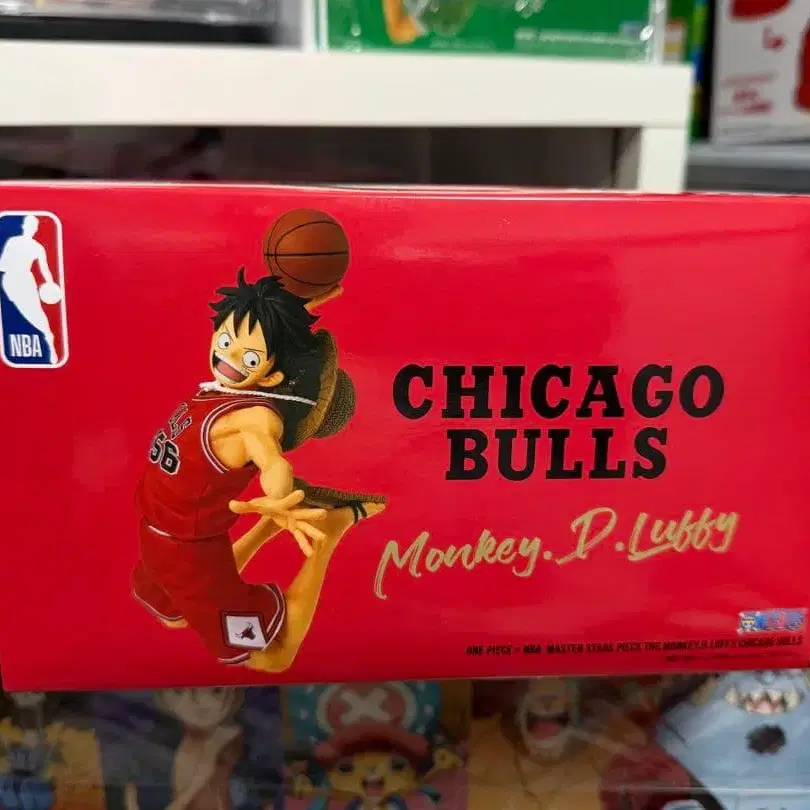 NBA
CHICAGO
BULLS
56
Monkey.D.Luffy
ONE PIECE × NBA MASTER STARS PIECE THE MONKEY.D.LUFFY CHICAGO BULLS